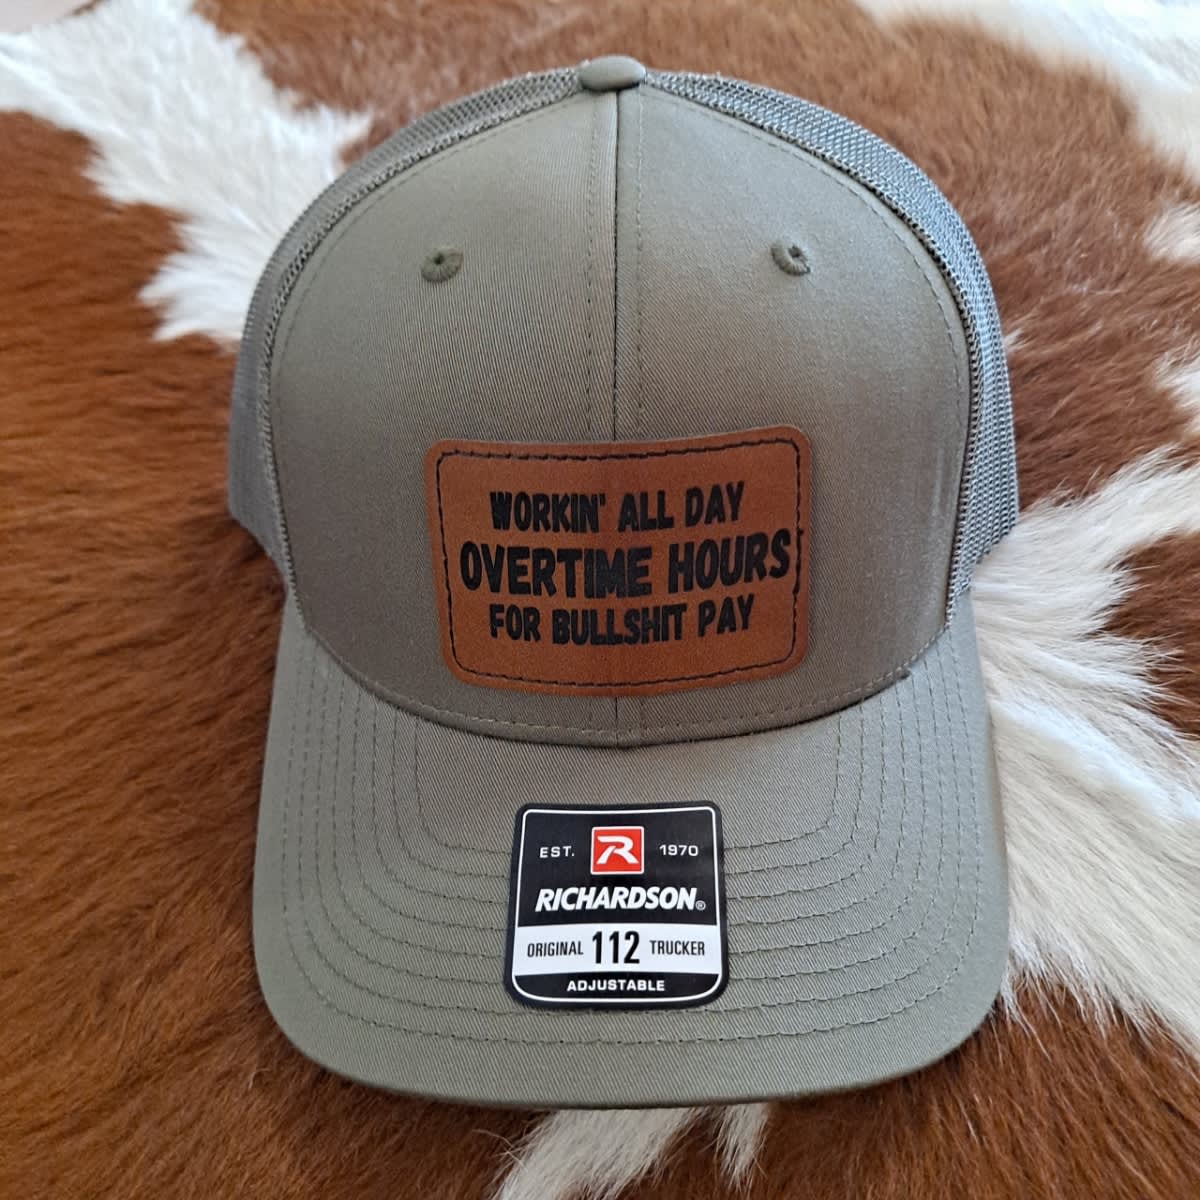 WORKIN' ALL DAY
OVERTIME HOURS
FOR BULLSHIT PAY
EST. R 1970
RICHARDSON®
ORIGINAL 112 TRUCKER
ADJUSTABLE